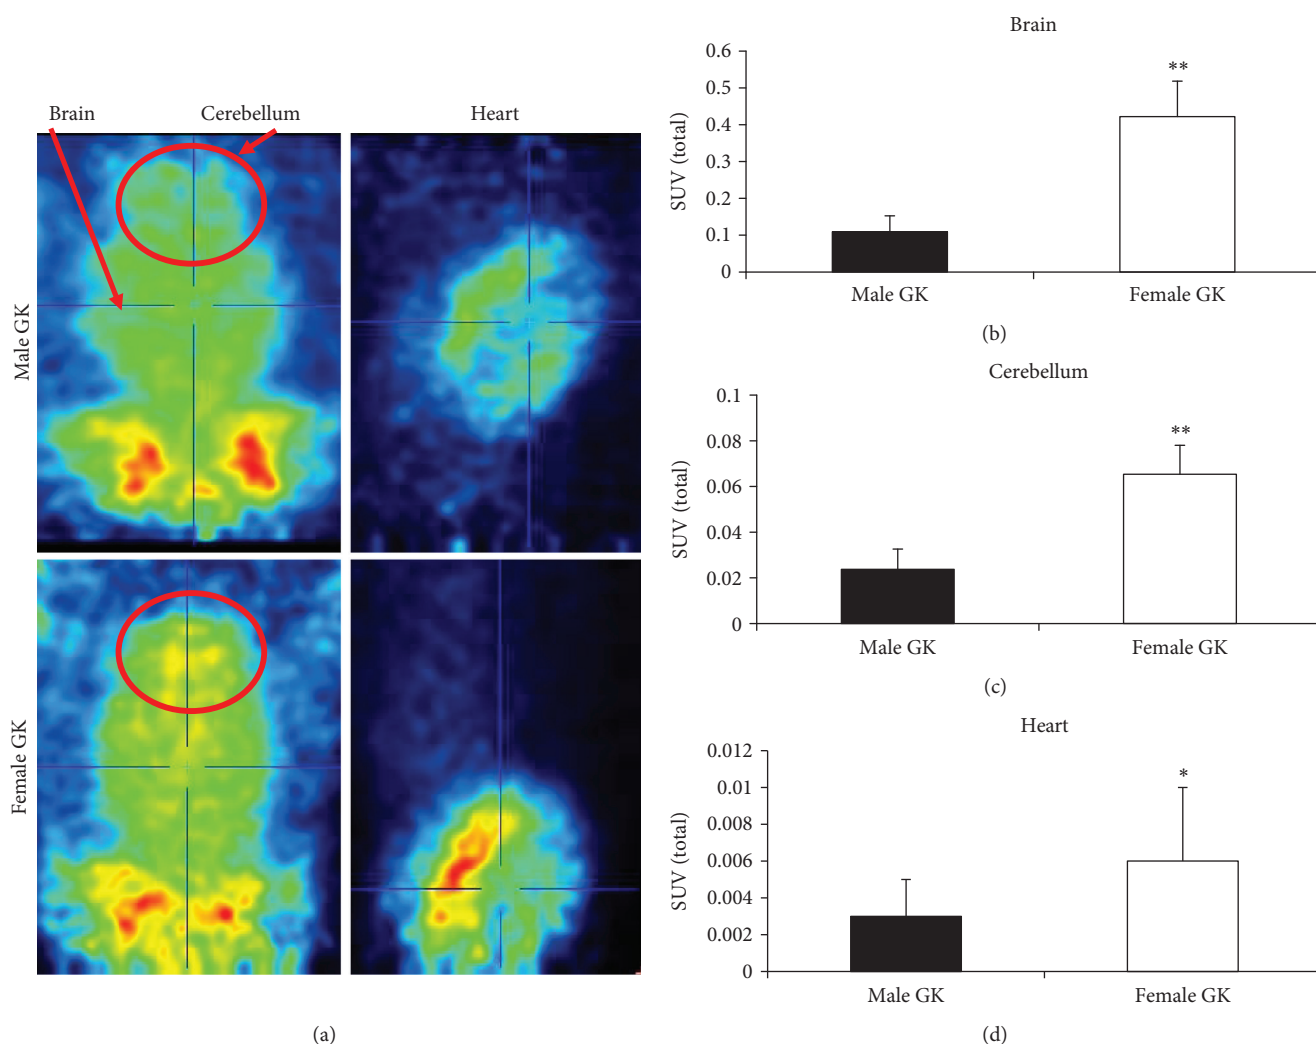 Brain
Cerebellum
Heart
Male GK
Female GK
(a)
Brain
SUV (total)
0.6
0.5
0.4
0.3
0.2
0.1
0
**
Male GK
Female GK
(b)
Cerebellum
SUV (total)
0.1
0.08
0.06
0.04
0.02
0
**
Male GK
Female GK
(c)
Heart
SUV (total)
0.012
0.01
0.008
0.006
0.004
0.002
0
*
Male GK
Female GK
(d)